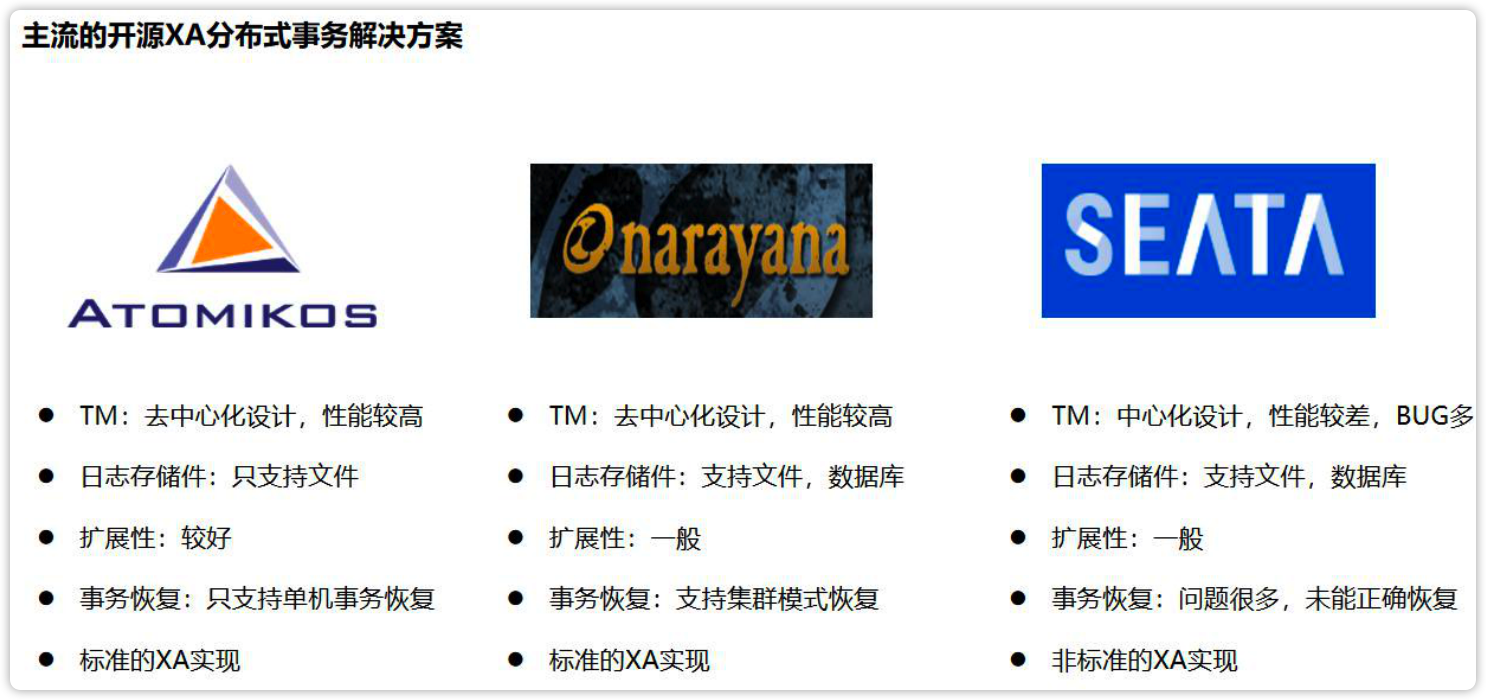 主流的开源XA分布式事务解决方案
ATOMIKOS
narayana
SEATA
● TM：去中心化设计，性能较高
● 日志存储件：只支持文件
● 扩展性：较好
● 事务恢复：只支持单机事务恢复
● 标准的XA实现
● TM：去中心化设计，性能较高
● 日志存储件：支持文件，数据库
● 扩展性：一般
● 事务恢复：支持集群模式恢复
● 标准的XA实现
● TM：中心化设计，性能较差，BUG多
● 日志存储件：支持文件，数据库
● 扩展性：一般
● 事务恢复：问题很多，未能正确恢复
● 非标准的XA实现